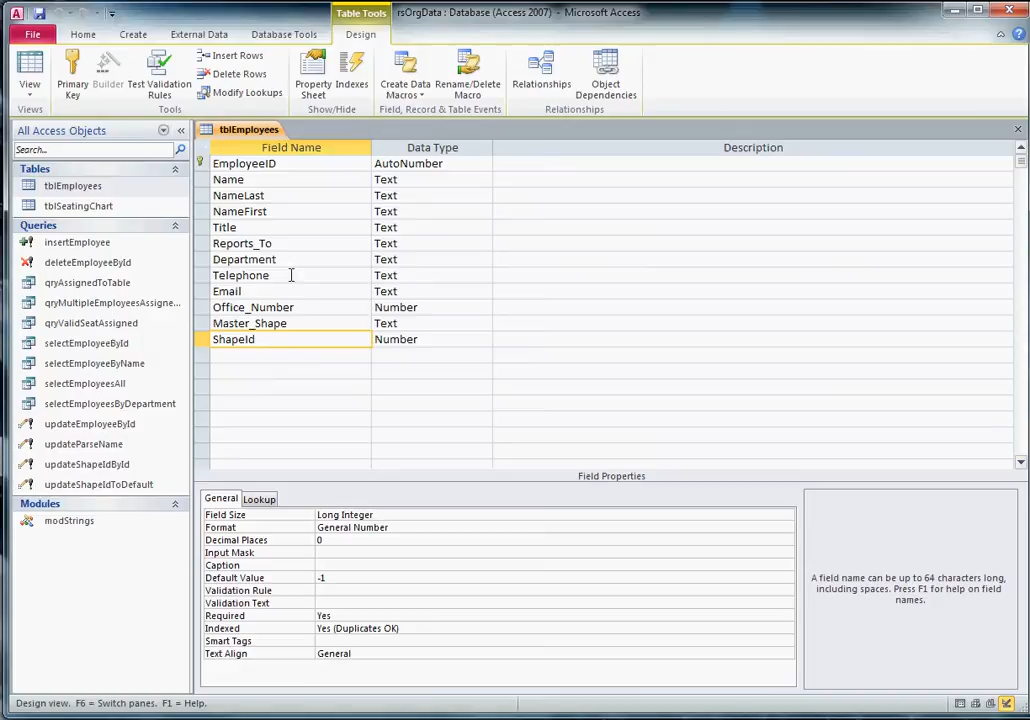 Table Tools
rsOrgData : Database (Access 2007) - Microsoft Access
File
Home
Create
External Data
Database Tools
Design
View
Views
Primary Key
Builder
Test Validation Rules
Insert Rows
Delete Rows
Modify Lookups
Tools
Property Sheet
Indexes
Show/Hide
Create Data Macros
Rename/Delete Macro
Field, Record & Table Events
Relationships
Object Dependencies
Relationships
All Access Objects
Search...
Tables
tblEmployees
tblSeatingChart
Queries
insertEmployee
deleteEmployeeById
qryAssignedToTable
qryMultipleEmployeesAssigne...
qryValidSeatAssigned
selectEmployeeById
selectEmployeeByName
selectEmployeesAll
selectEmployeesByDepartment
updateEmployeeById
updateParseName
updateShapeIdById
updateShapeIdToDefault
Modules
modStrings
tblEmployees
Field Name Data Type Description
EmployeeID AutoNumber
Name Text
NameLast Text
NameFirst Text
Title Text
Reports_To Text
Department Text
Telephone Text
Email Text
Office_Number Number
Master_Shape Text
ShapeId Number
Field Properties
General Lookup
Field Size Long Integer
Format General Number
Decimal Places 0
Input Mask
Caption
Default Value -1
Validation Rule
Validation Text
Required Yes
Indexed Yes (Duplicates OK)
Smart Tags
Text Align General
A field name can be up to 64 characters long,
including spaces. Press F1 for help on field
names.
Design view. F6 = Switch panes. F1 = Help.